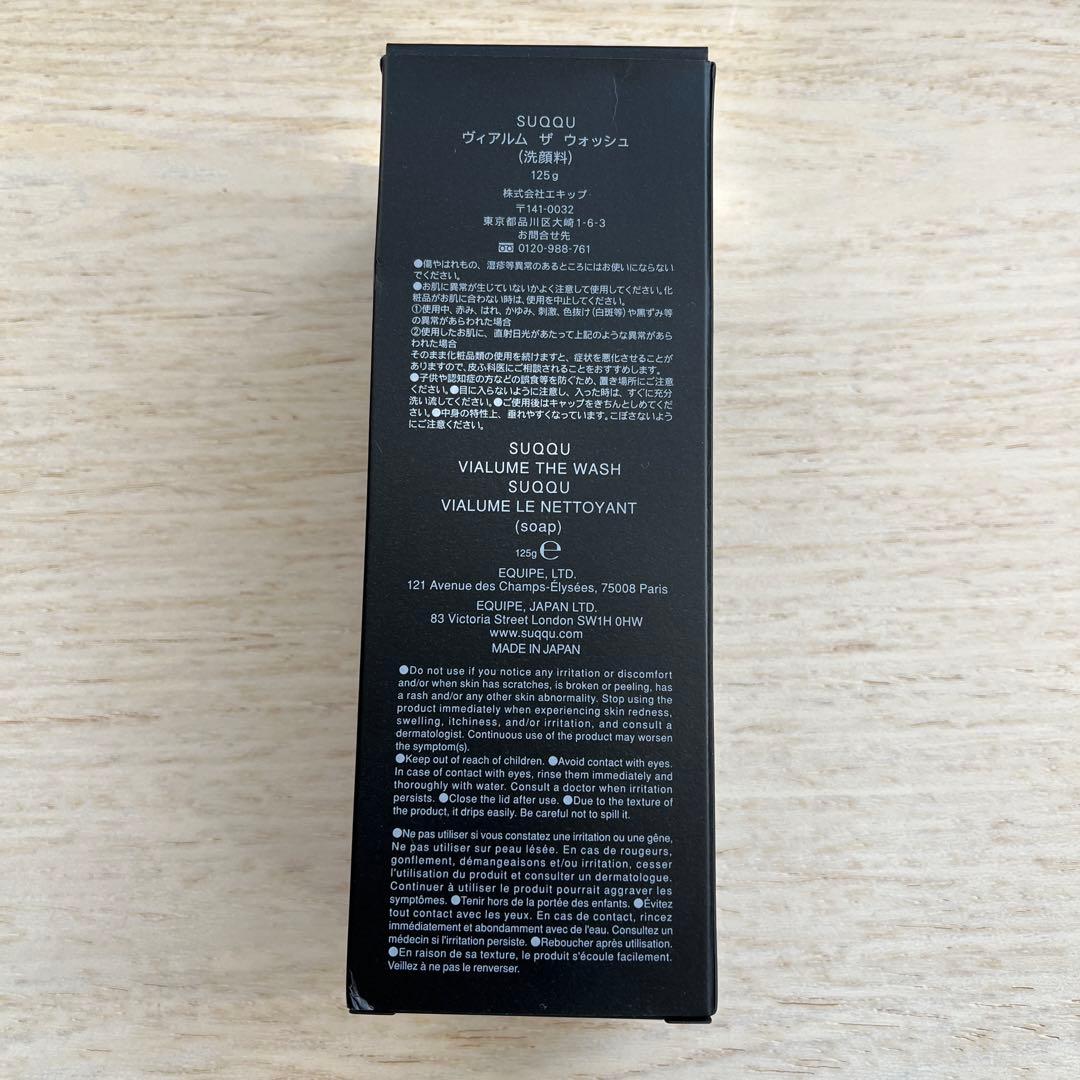 SUQQU
ヴィアルム ザ ウォッシュ
(洗顔料)
125g
株式会社エキップ
〒141-0032
東京都品川区大崎1-6-3
お問合せ先
0120-988-761
●傷やはれもの、湿疹等異常のあるところにはお使いにならない
でください。
●お肌に異常が生じていないかよく注意して使用してください。化
粧品がお肌に合わない時は、使用を中止してください。
①使用中、赤み、はれ、かゆみ、刺激、色抜け(白斑等)や黒ずみ等
の異常があらわれた場合
②使用したお肌に、直射日光があたって上記のような異常があら
われた場合
そのまま化粧品類の使用を続けますと、症状を悪化させることが
ありますので、皮ふ科医にご相談されることをおすすめします。
●子供や認知症の方などの誤食等を防ぐため、置き場所にご注意
ください。●目に入らないように注意し、入った時は、すぐに充分
洗い流してください。●ご使用後はキャップをきちんとしめてくだ
さい。●中身の特性上、垂れやすくなっています。こぼさないよう
にご注意ください。
SUQQU
VIALUME THE WASH
SUQQU
VIALUME LE NETTOYANT
(soap)
125g℮
EQUIPE, LTD.
121 Avenue des Champs-Élysées, 75008 Paris
EQUIPE, JAPAN LTD.
83 Victoria Street London SW1H 0HW
www.suqqu.com
MADE IN JAPAN
●Do not use if you notice any irritation or discomfort
and/or when skin has scratches, is broken or peeling, has
a rash and/or any other skin abnormality. Stop using the
product immediately when experiencing skin redness,
swelling, itchiness, and/or irritation, and consult a
dermatologist. Continuous use of the product may worsen
the symptom(s).
●Keep out of reach of children. ●Avoid contact with eyes.
In case of contact with eyes, rinse them immediately and
thoroughly with water. Consult a doctor when irritation
persists. ●Close the lid after use. ●Due to the texture of
the product, it drips easily. Be careful not to spill it.
●Ne pas utiliser si vous constatez une irritation ou une gêne,
Ne pas utiliser sur peau lésée. En cas de rougeurs,
gonflement, démangeaisons et/ou irritation, cesser
l'utilisation du produit et consulter un dermatologue.
Continuer à utiliser le produit pourrait aggraver les
symptômes. ●Tenir hors de la portée des enfants. ●Évitez
tout contact avec les yeux. En cas de contact, rincez
immédiatement et abondamment avec de l'eau. Consultez un
médecin si l'irritation persiste. ●Reboucher après utilisation.
●En raison de sa texture, le produit s'écoule facilement.
Veillez à ne pas le renverser.